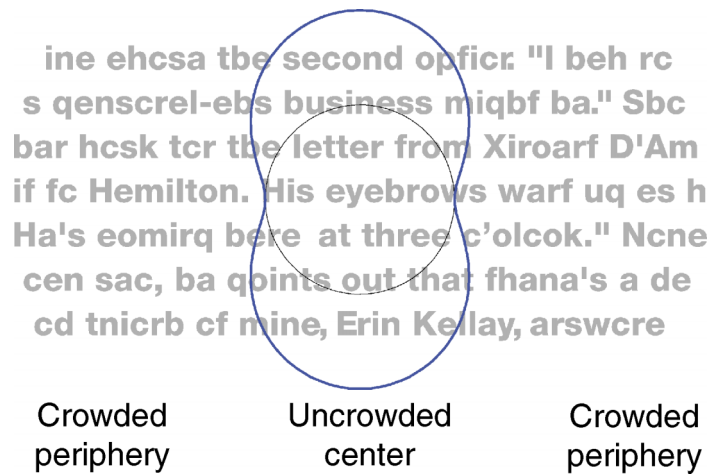 ine ehcsa tbe second opficr. "I beh rc
s qenscrel-ebs business miqbf ba." Sbc
bar hcsk tcr tbe letter from Xiroarf D'Am
if fc Hemilton. His eyebrows warf uq es h
Ha's eomirq bere at three c’olcok." Ncne
cen sac, ba qoints out that fhana's a de
cd tnicrb cf mine, Erin Kellay, arswcre
Crowded periphery
Uncrowded center
Crowded periphery